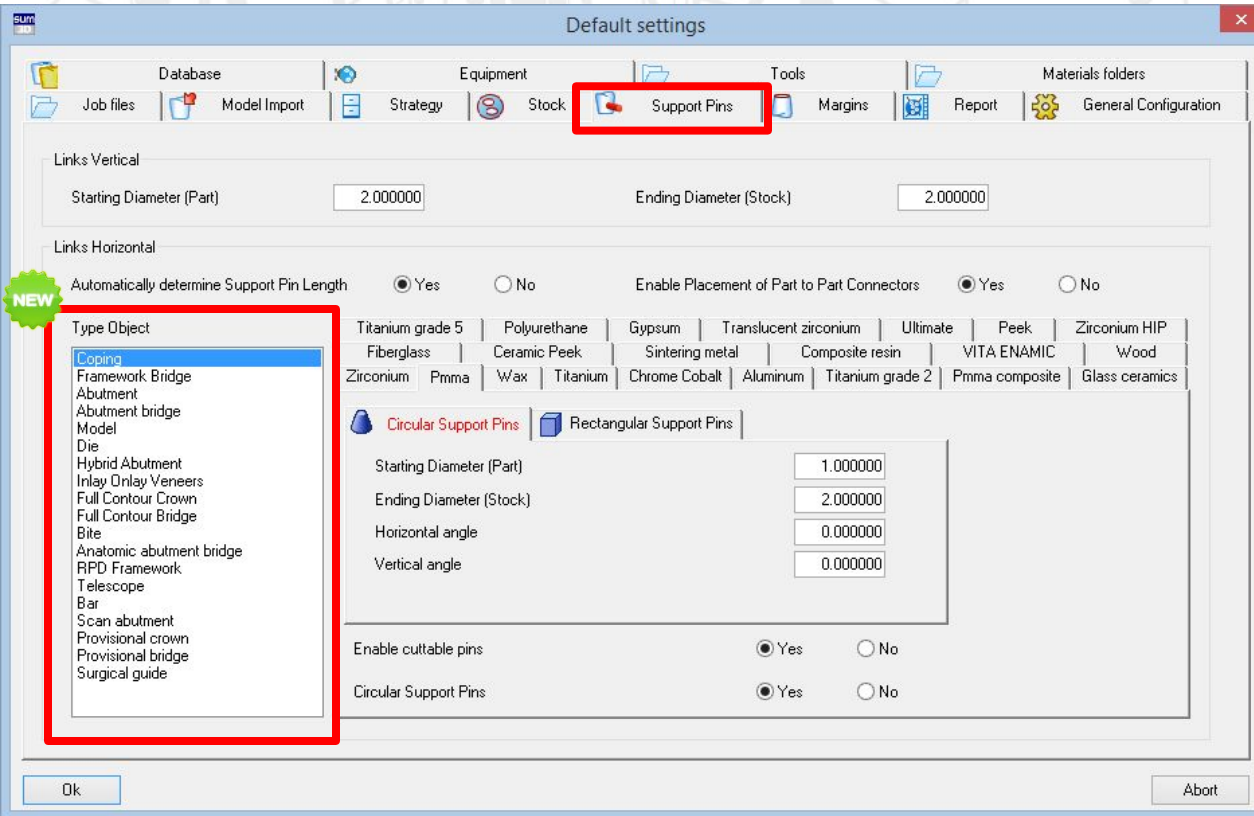 SUM
3D
Default settings
Database
Equipment
Tools
Materials folders
Job files
Model Import
Strategy
Stock
Support Pins
Margins
Report
General Configuration
Links Vertical
Starting Diameter (Part)
2.000000
Ending Diameter (Stock)
2.000000
Links Horizontal
Automatically determine Support Pin Length
Yes
No
Enable Placement of Part to Part Connectors
Yes
No
NEW
Type Object
Coping
Framework Bridge
Abutment
Abutment bridge
Model
Die
Hybrid Abutment
Inlay Onlay Veneers
Full Contour Crown
Full Contour Bridge
Bite
Anatomic abutment bridge
RPD Framework
Telescope
Bar
Scan abutment
Provisional crown
Provisional bridge
Surgical guide
Titanium grade 5
Polyurethane
Gypsum
Translucent zirconium
Ultimate
Peek
Zirconium HIP
Fiberglass
Ceramic Peek
Sintering metal
Composite resin
VITA ENAMIC
Wood
Zirconium
Pmma
Wax
Titanium
Chrome Cobalt
Aluminum
Titanium grade 2
Pmma composite
Glass ceramics
Circular Support Pins
Rectangular Support Pins
Starting Diameter (Part)
1.000000
Ending Diameter (Stock)
2.000000
Horizontal angle
0.000000
Vertical angle
0.000000
Enable cuttable pins
Yes
No
Circular Support Pins
Yes
No
Ok
Abort